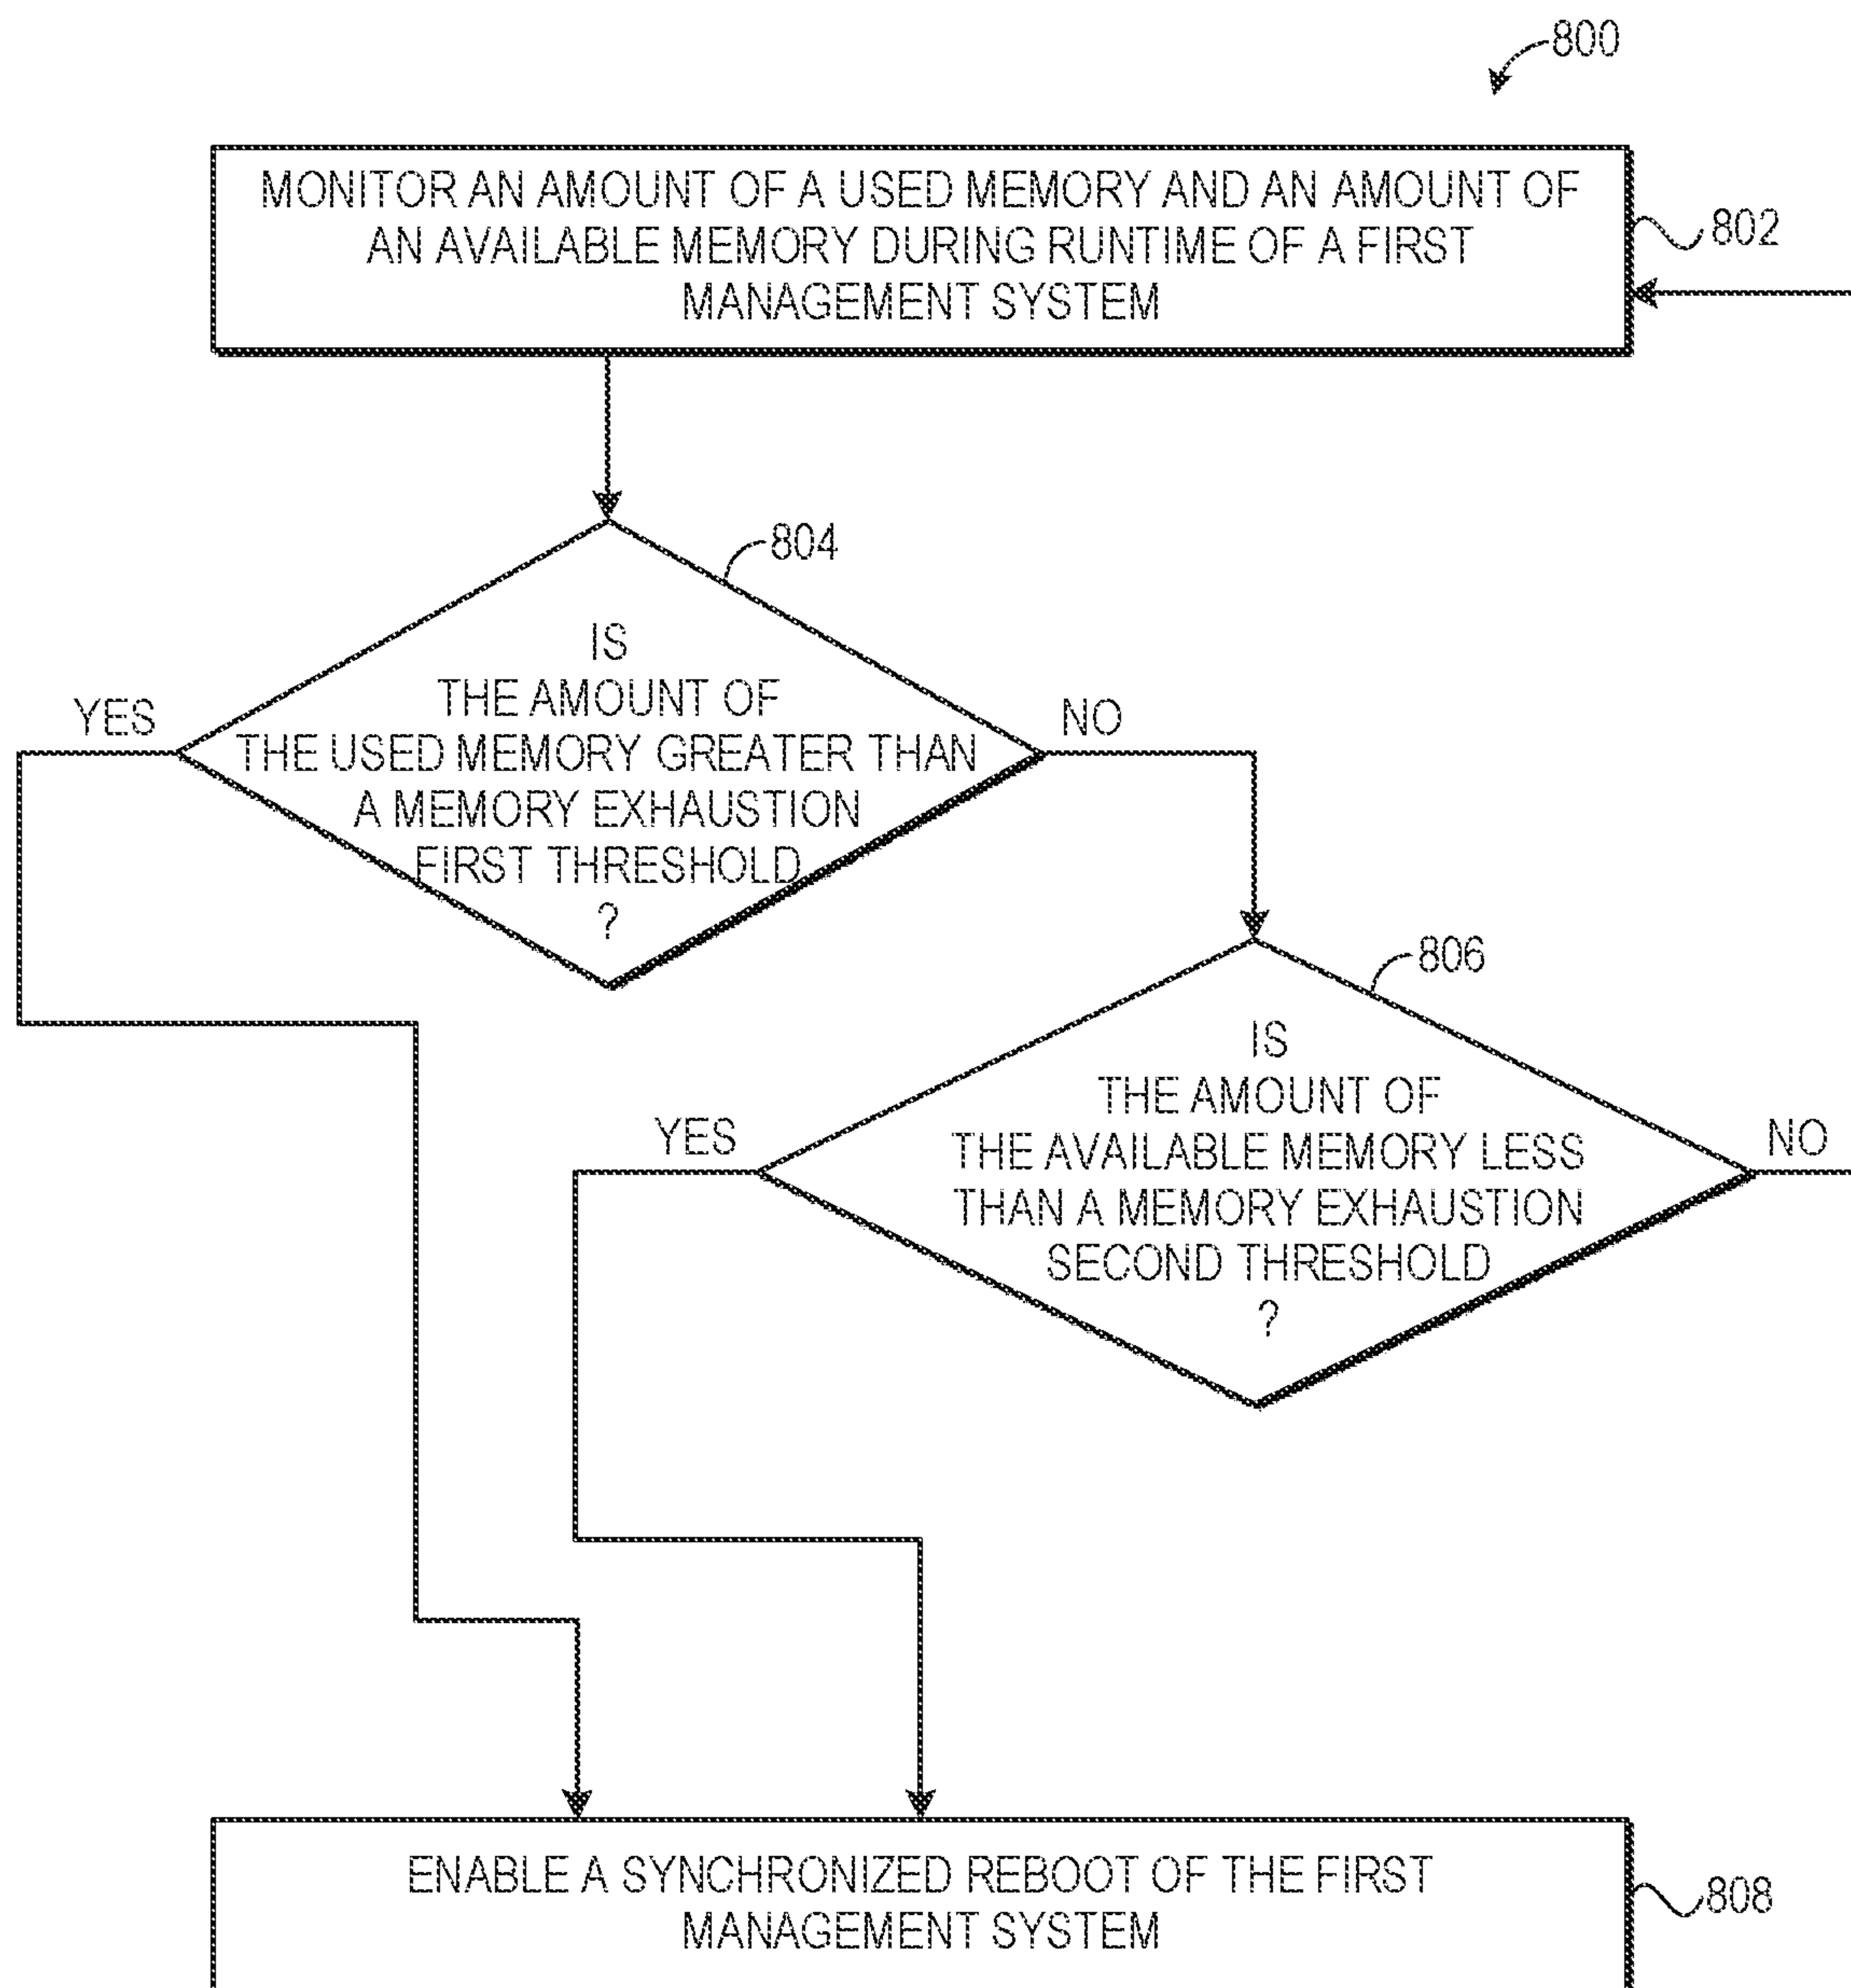 800
MONITOR AN AMOUNT OF A USED MEMORY AND AN AMOUNT OF
AN AVAILABLE MEMORY DURING RUNTIME OF A FIRST
MANAGEMENT SYSTEM
802
804
IS
THE AMOUNT OF
THE USED MEMORY GREATER THAN
A MEMORY EXHAUSTION
FIRST THRESHOLD
?
YES
NO
806
IS
THE AMOUNT OF
THE AVAILABLE MEMORY LESS
THAN A MEMORY EXHAUSTION
SECOND THRESHOLD
?
YES
NO
ENABLE A SYNCHRONIZED REBOOT OF THE FIRST
MANAGEMENT SYSTEM
808